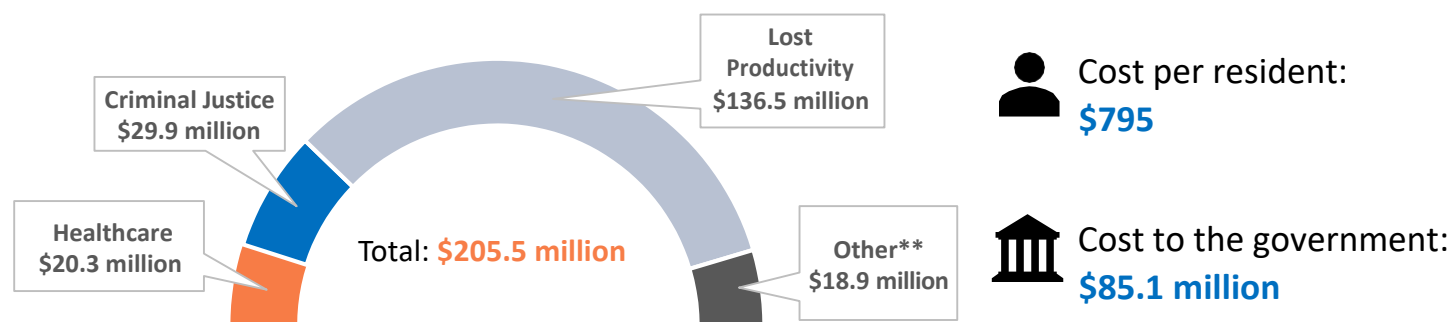 Lost
Productivity
$136.5 million
Criminal Justice
$29.9 million
Healthcare
$20.3 million
Total: $205.5 million
Other**
$18.9 million
Cost per resident:
$795
Cost to the government:
$85.1 million